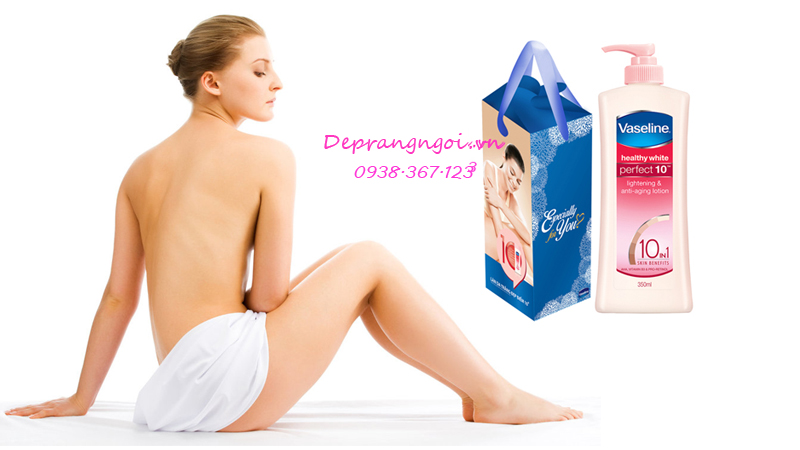 Deprangngoi.vn
0938.367.123
Especially
for You
10
Vaseline
healthy white
perfect 10™
lightening &
anti-aging lotion
10 IN 1
SKIN BENEFITS
350ml